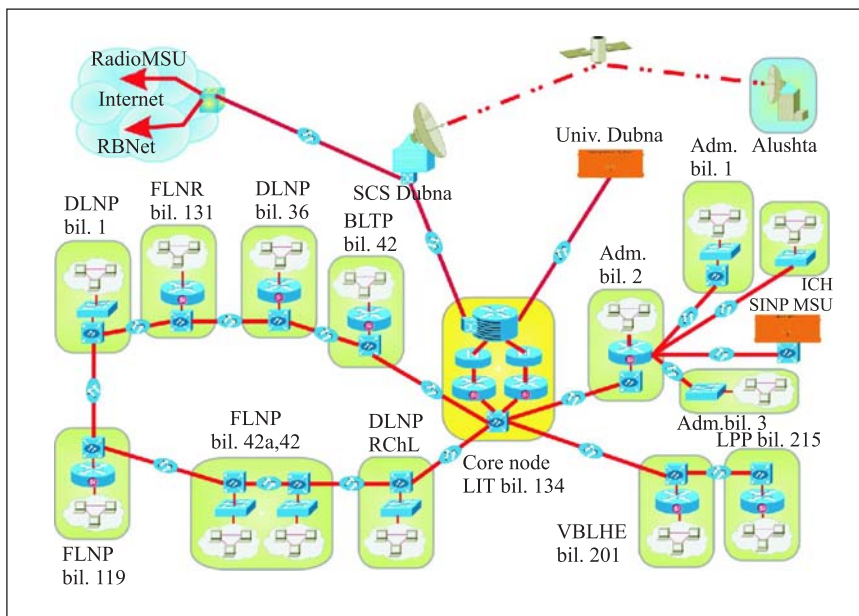 RadioMSU
Internet
RBNet
SCS Dubna
Univ. Dubna
Alushta
Adm.
bil. 1
DLNP
bil. 1
FLNR
bil. 131
DLNP
bil. 36
BLTP
bil. 42
Adm.
bil. 2
ICH
SINP MSU
Adm.bil. 3
LPP bil. 215
FLNP
bil. 42a,42
DLNP
RChL
Core node
LIT bil. 134
FLNP
bil. 119
VBLHE
bil. 201